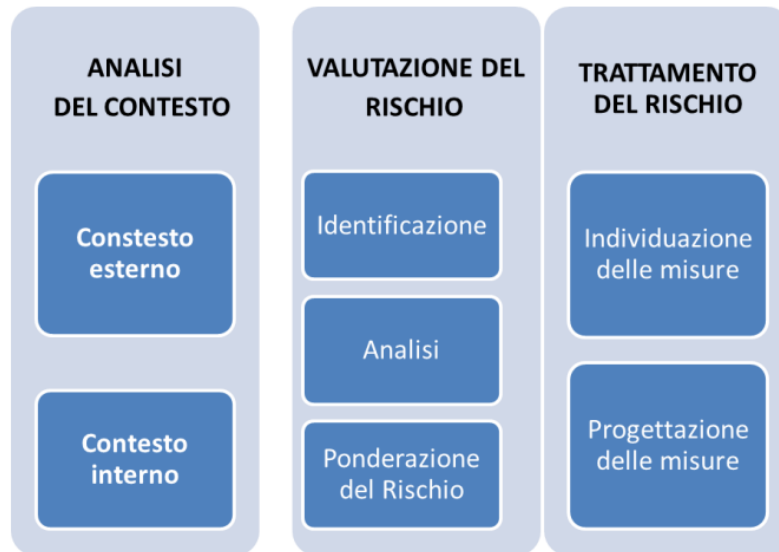 ANALISI
DEL CONTESTO
Constesto
esterno
Contesto
interno
VALUTAZIONE DEL
RISCHIO
Identificazione
Analisi
Ponderazione
del Rischio
TRATTAMENTO
DEL RISCHIO
Individuazione
delle misure
Progettazione
delle misure